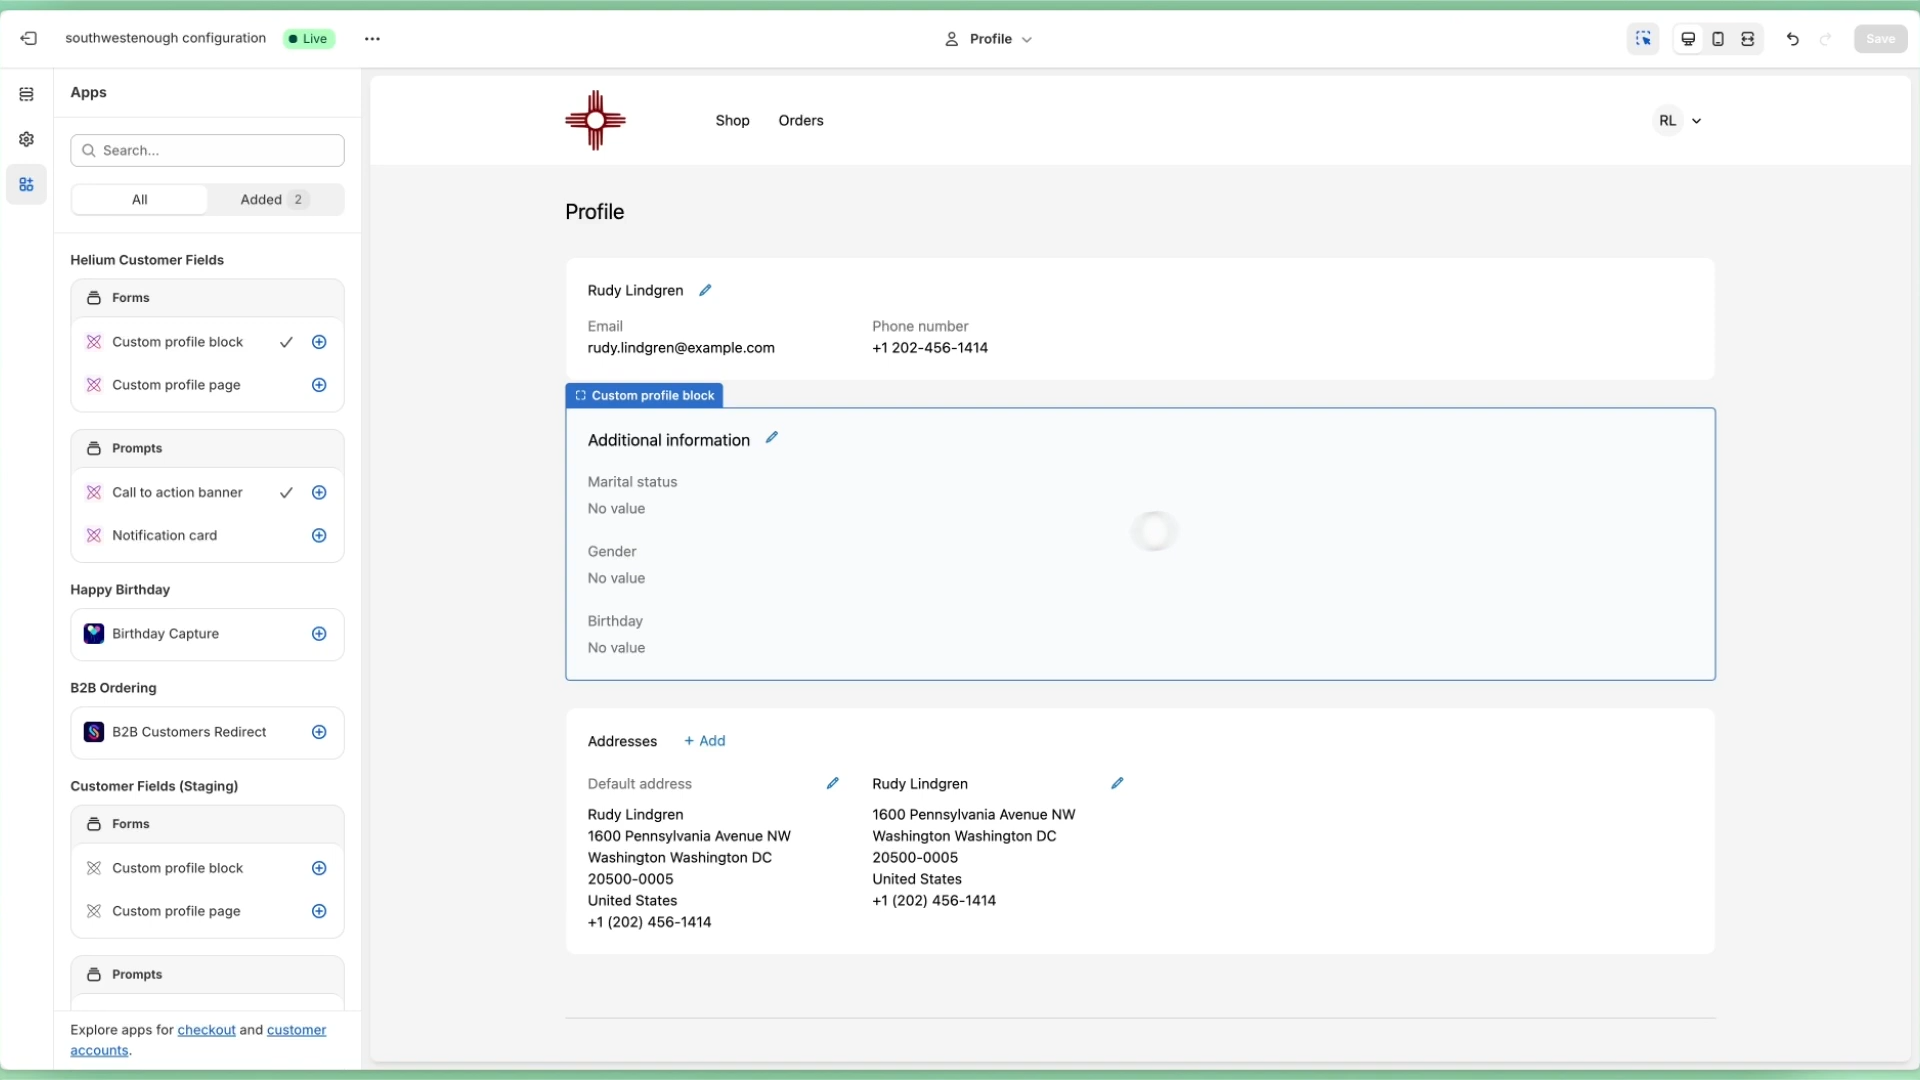 southwestenough configuration
Live
Profile
Save
Apps
Search...
All
Added 2
Helium Customer Fields
Forms
Custom profile block
Custom profile page
Prompts
Call to action banner
Notification card
Happy Birthday
Birthday Capture
B2B Ordering
B2B Customers Redirect
Customer Fields (Staging)
Forms
Custom profile block
Custom profile page
Prompts
Explore apps for checkout and customer
accounts.
Shop
Orders
RL
Profile
Rudy Lindgren
Email
rudy.lindgren@example.com
Phone number
+1 202-456-1414
Custom profile block
Additional information
Marital status
No value
Gender
No value
Birthday
No value
Addresses
+ Add
Default address
Rudy Lindgren
1600 Pennsylvania Avenue NW
Washington Washington DC
20500-0005
United States
+1 (202) 456-1414
Rudy Lindgren
1600 Pennsylvania Avenue NW
Washington Washington DC
20500-0005
United States
+1 (202) 456-1414